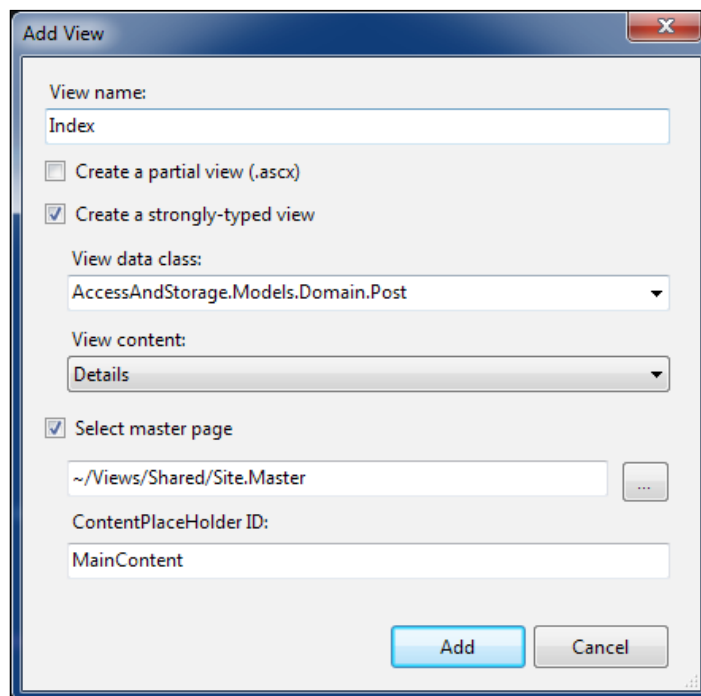 Add View
View name:
Index
Create a partial view (.ascx)
Create a strongly-typed view
View data class:
AccessAndStorage.Models.Domain.Post
View content:
Details
Select master page
~/Views/Shared/Site.Master
...
ContentPlaceHolder ID:
MainContent
Add Cancel